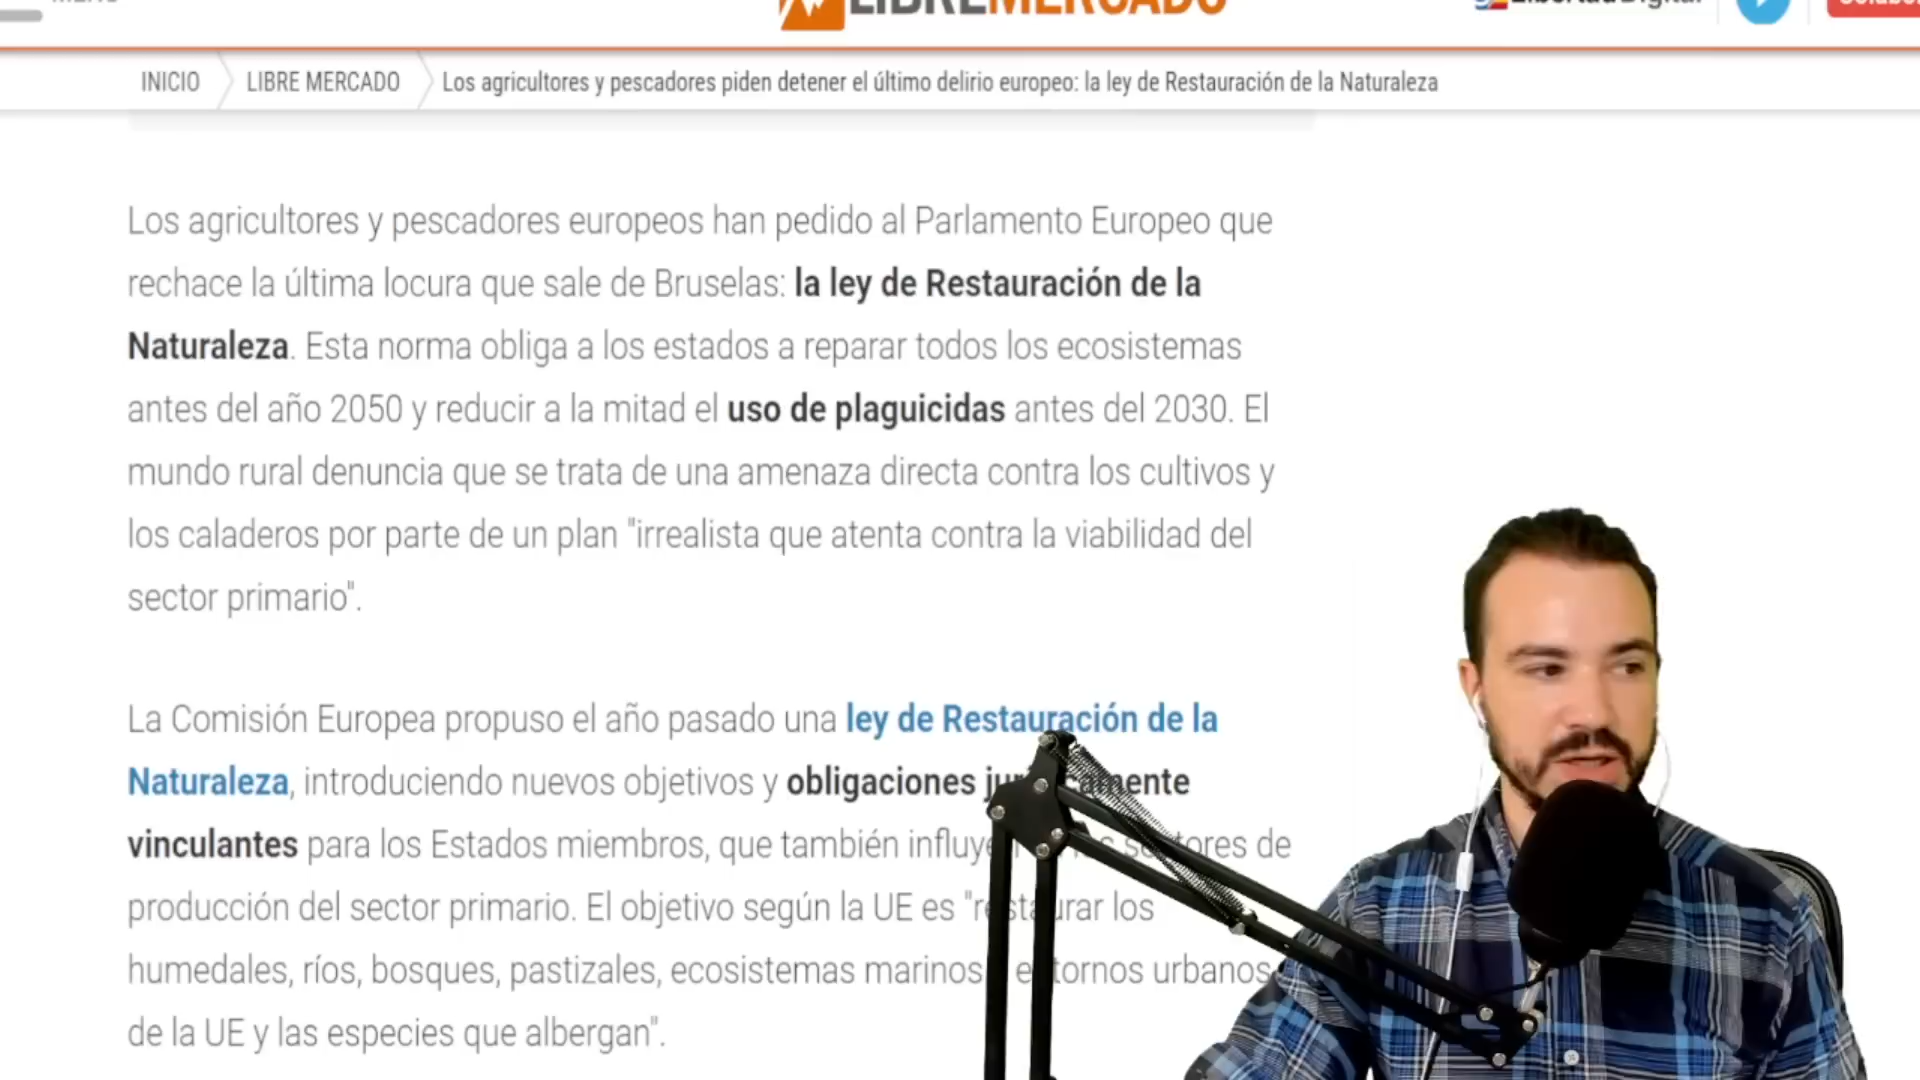 LIBREMERCADO
LibertadDigital
INICIO
LIBRE MERCADO
Los agricultores y pescadores piden detener el último delirio europeo: la ley de Restauración de la Naturaleza
Los agricultores y pescadores europeos han pedido al Parlamento Europeo que
rechace la última locura que sale de Bruselas: la ley de Restauración de la
Naturaleza. Esta norma obliga a los estados a reparar todos los ecosistemas
antes del año 2050 y reducir a la mitad el uso de plaguicidas antes del 2030. El
mundo rural denuncia que se trata de una amenaza directa contra los cultivos y
los caladeros por parte de un plan "irrealista que atenta contra la viabilidad del
sector primario".
La Comisión Europea propuso el año pasado una ley de Restauración de la
Naturaleza, introduciendo nuevos objetivos y obligaciones jurídicamente
vinculantes para los Estados miembros, que también influye sectores de
producción del sector primario. El objetivo según la UE es "restaurar los
humedales, ríos, bosques, pastizales, ecosistemas marinos entornos urbanos
de la UE y las especies que albergan".